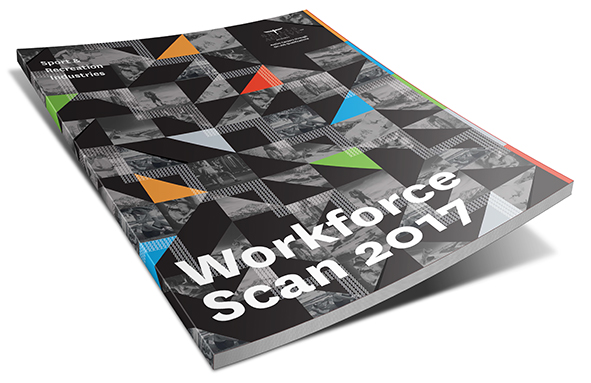 Sport &
Recreation
Industries
Workforce
Scan 2017